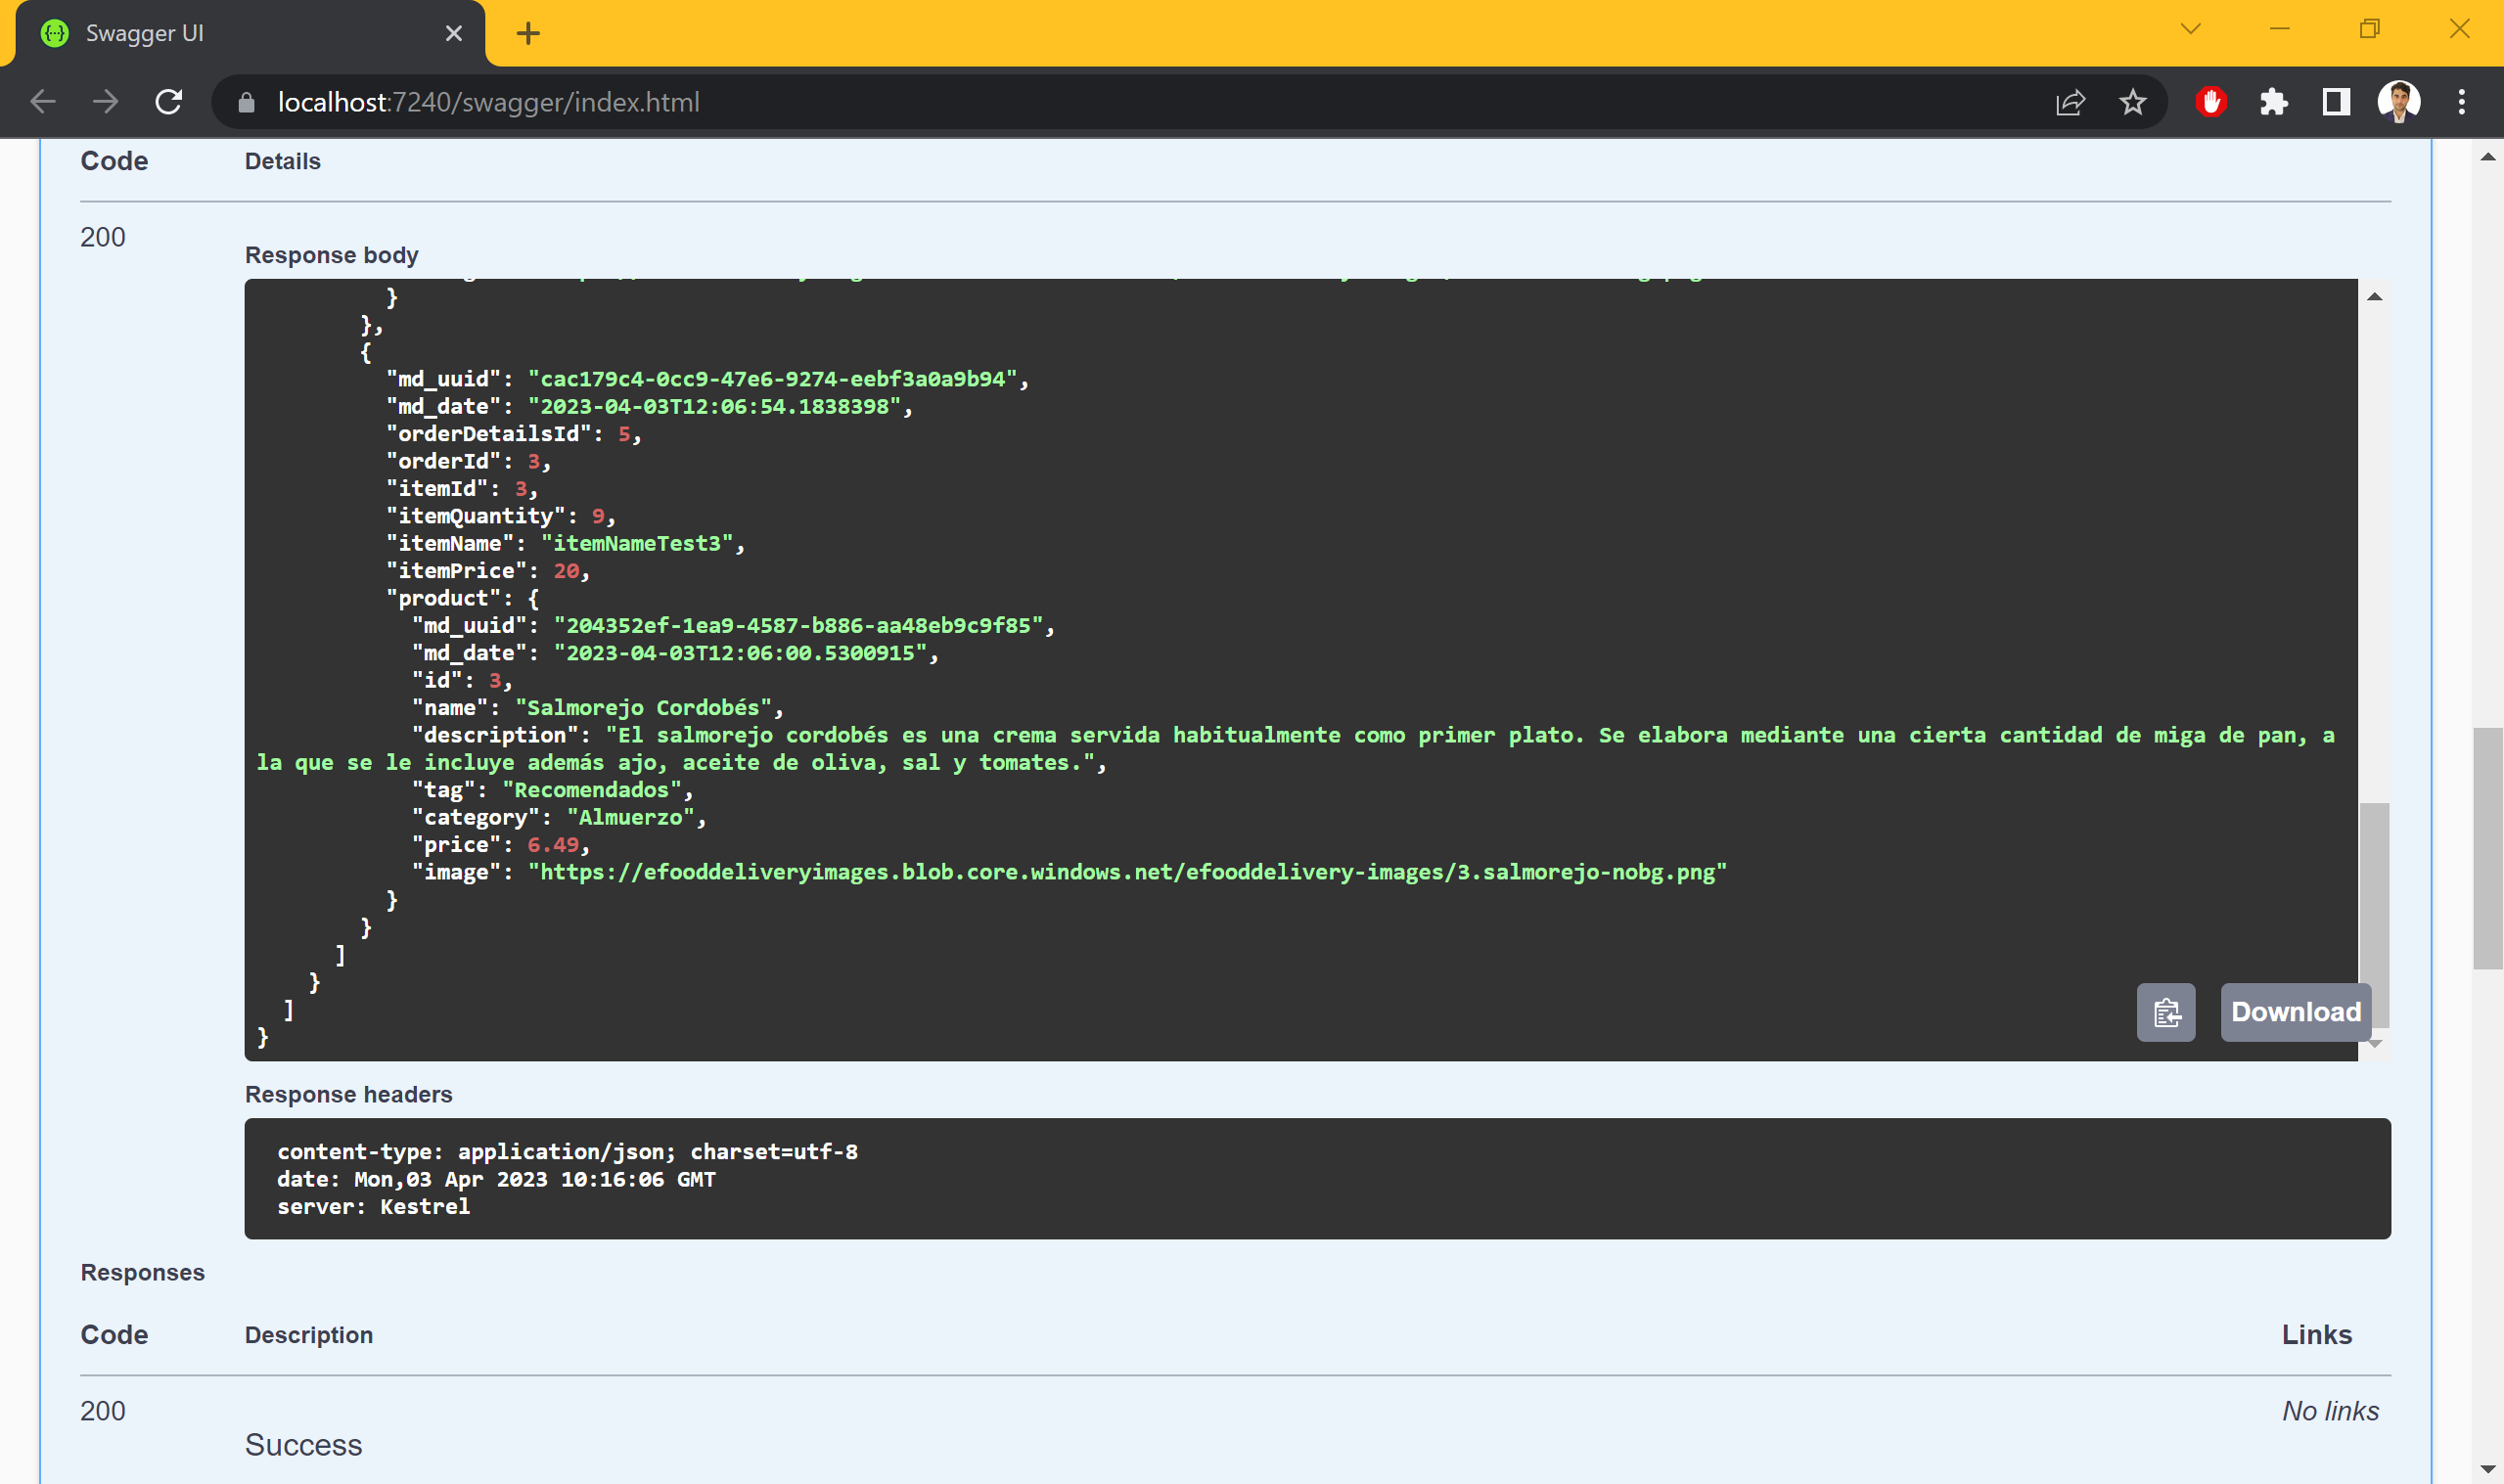 Swagger UI
localhost:7240/swagger/index.html
Code Details
200
Response body
}
},
{
"md_uuid": "cac179c4-0cc9-47e6-9274-eebf3a0a9b94",
"md_date": "2023-04-03T12:06:54.1838398",
"orderDetailsId": 5,
"orderId": 3,
"itemId": 3,
"itemQuantity": 9,
"itemName": "itemNameTest3",
"itemPrice": 20,
"product": {
"md_uuid": "204352ef-1ea9-4587-b886-aa48eb9c9f85",
"md_date": "2023-04-03T12:06:00.5300915",
"id": 3,
"name": "Salmorejo Cordobés",
"description": "El salmorejo cordobés es una crema servida habitualmente como primer plato. Se elabora mediante una cierta cantidad de miga de pan, a
la que se le incluye además ajo, aceite de oliva, sal y tomates.",
"tag": "Recomendados",
"category": "Almuerzo",
"price": 6.49,
"image": "https://efooddeliveryimages.blob.core.windows.net/efooddelivery-images/3.salmorejo-nobg.png"
}
}
]
}
]
}
Download
Response headers
content-type: application/json; charset=utf-8
date: Mon,03 Apr 2023 10:16:06 GMT
server: Kestrel
Responses
Code Description Links
200 No links
Success